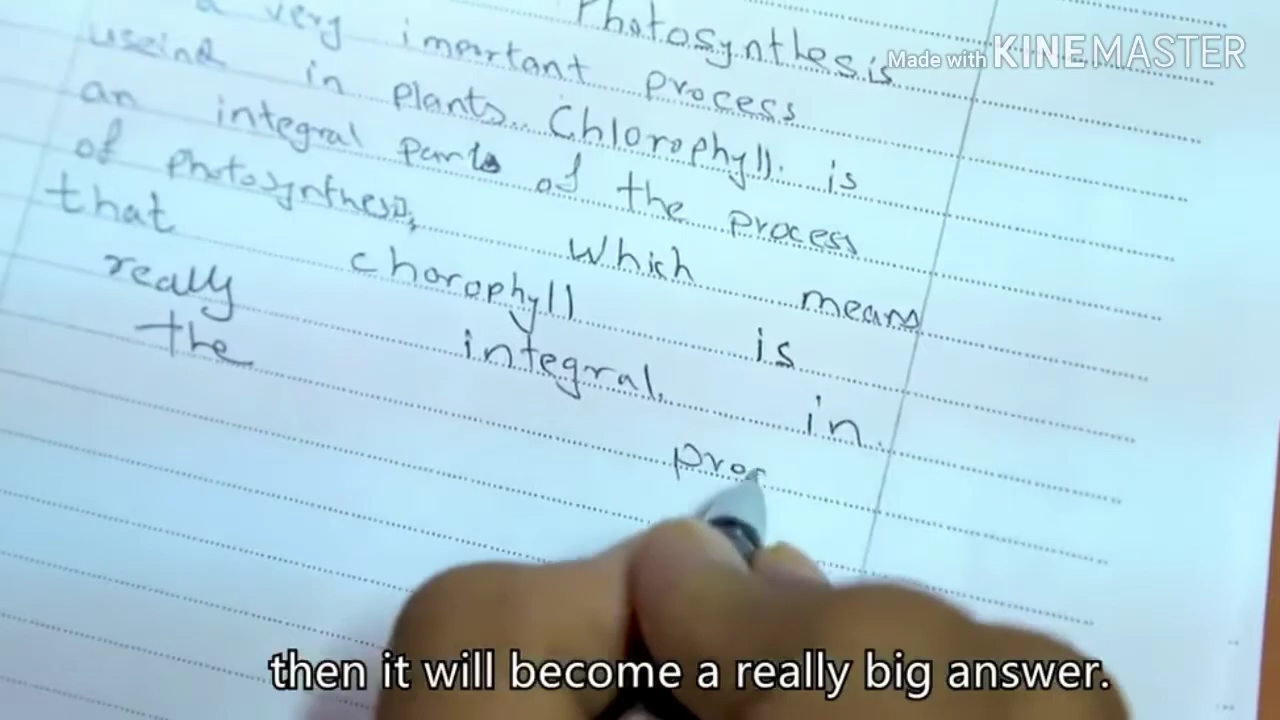 Photosynthesis
a very important process
useind in plants. Chlorophyll. is
an integral parts of the process
of photosynthesis, which means
that chorophyll is
really integral. in.
the proc
Made with KINEMASTER
then it will become a really big answer.